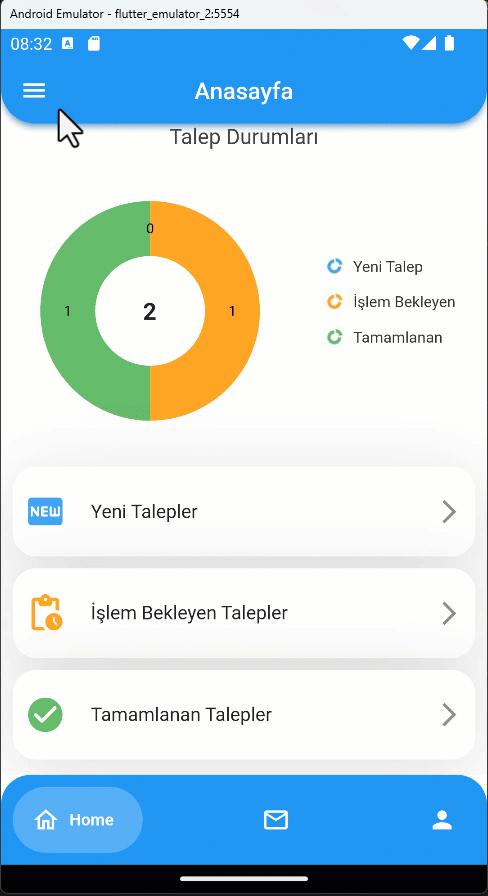 Android Emulator - flutter_emulator_2:5554
08:32 A
Anasayfa
Talep Durumları
0
1
2
1
Yeni Talep
İşlem Bekleyen
Tamamlanan
NEW Yeni Talepler
İşlem Bekleyen Talepler
Tamamlanan Talepler
Home